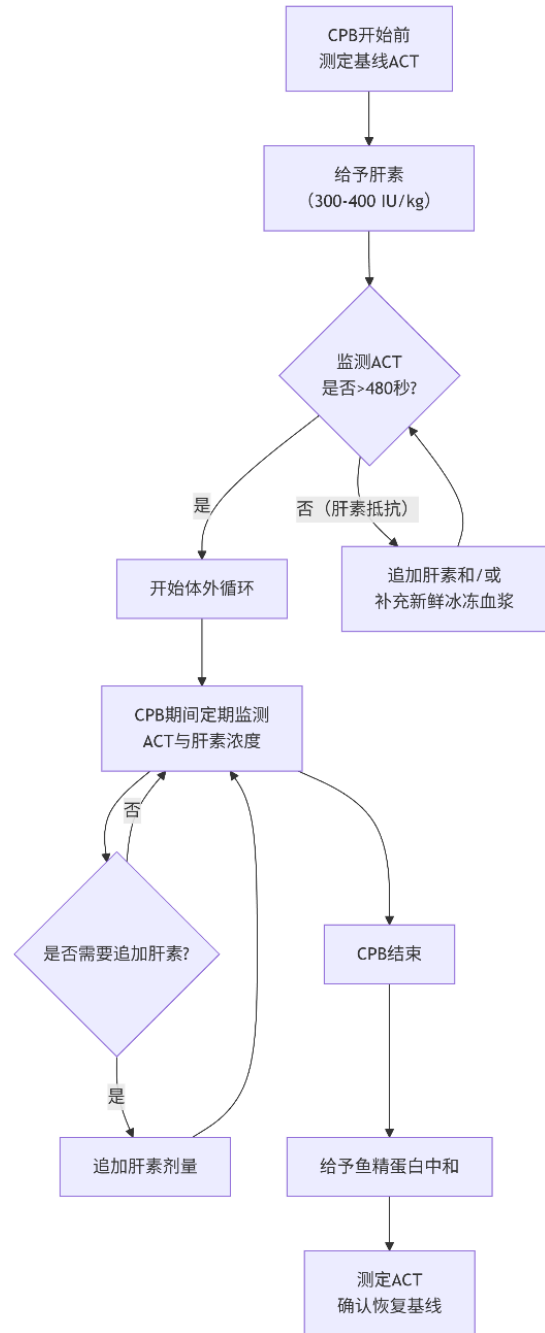 CPB开始前
测定基线ACT
给予肝素
（300-400 IU/kg）
监测ACT
是否>480秒?
是
否（肝素抵抗）
开始体外循环
追加肝素和/或
补充新鲜冰冻血浆
CPB期间定期监测
ACT与肝素浓度
否
是否需要追加肝素?
CPB结束
是
追加肝素剂量
给予鱼精蛋白中和
测定ACT
确认恢复基线